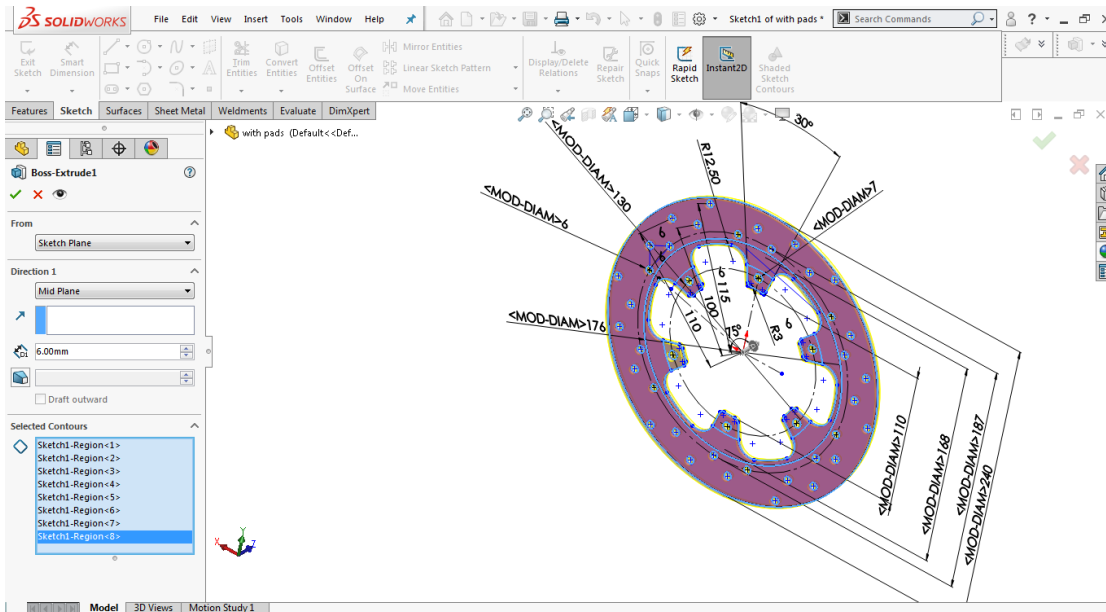 SOLIDWORKS File Edit View Insert Tools Window Help Sketch1 of with pads * Search Commands
Exit Sketch
Smart Dimension
Trim Entities
Convert Entities
Offset Entities
Offset On Surface
Mirror Entities
Linear Sketch Pattern
Move Entities
Display/Delete Relations
Repair Sketch
Quick Snaps
Rapid Sketch
Instant2D
Shaded Sketch Contours
Features Sketch Surfaces Sheet Metal Weldments Evaluate DimXpert
with pads (Default<<Def...
Boss-Extrude1
From
Sketch Plane
Direction 1
Mid Plane
D1
6.00mm
Draft outward
Selected Contours
Sketch1-Region<1>
Sketch1-Region<2>
Sketch1-Region<3>
Sketch1-Region<4>
Sketch1-Region<5>
Sketch1-Region<6>
Sketch1-Region<7>
Sketch1-Region<8>
30°
<MOD-DIAM>130
R12.50
<MOD-DIAM>7
<MOD-DIAM>6
6
6
115
100
110
R3
6
<MOD-DIAM>176
<MOD-DIAM>110
<MOD-DIAM>168
<MOD-DIAM>187
<MOD-DIAM>240
X
Y
Z
Model 3D Views Motion Study 1